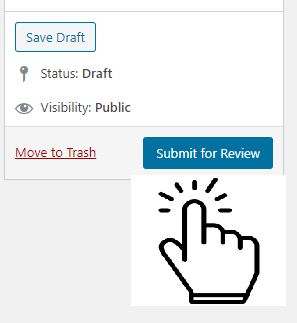 Save Draft
Status: Draft
Visibility: Public
Move to Trash
Submit for Review